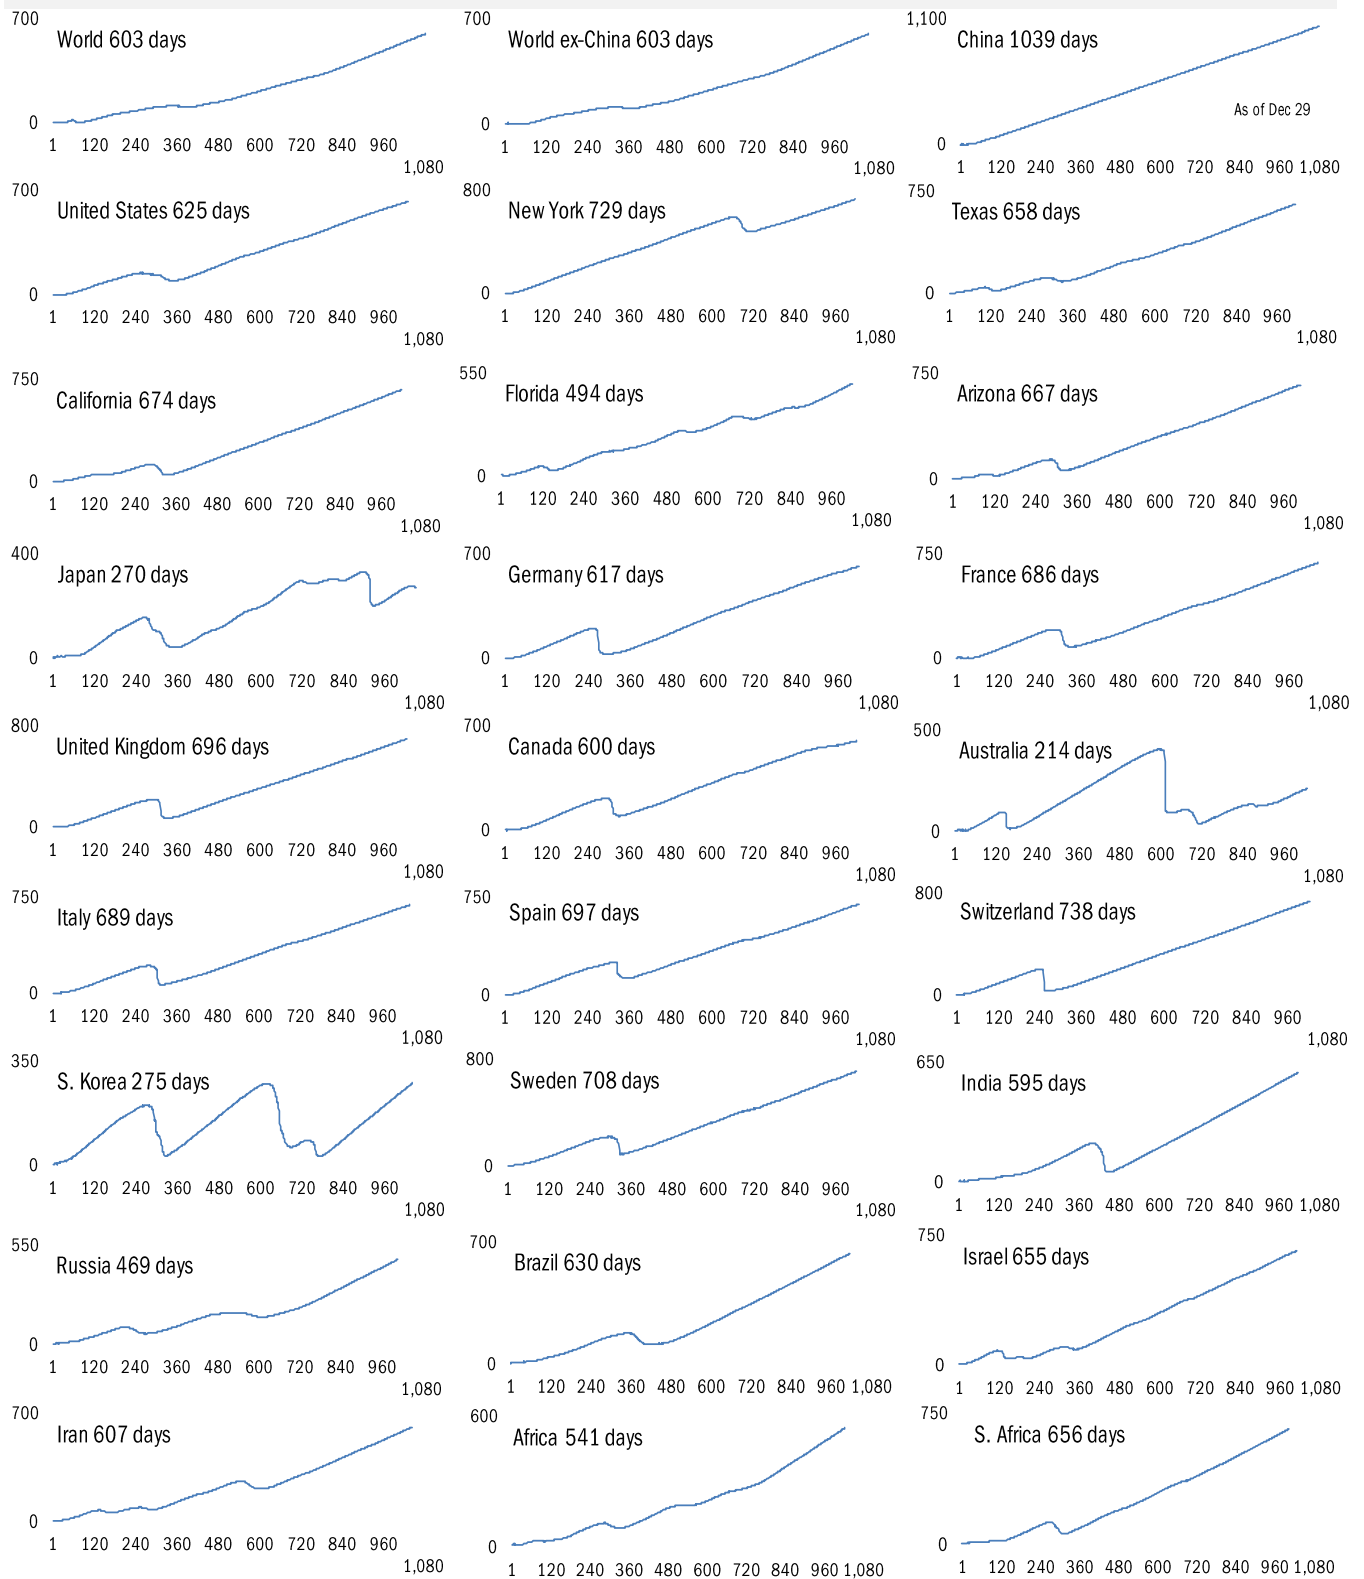 700
World 603 days
0
1 120 240 360 480 600 720 840 960
1,080
700
World ex-China 603 days
0
1 120 240 360 480 600 720 840 960
1,080
1,100
China 1039 days
As of Dec 29
0
1 120 240 360 480 600 720 840 960 1,080
700
United States 625 days
0
1 120 240 360 480 600 720 840 960
1,080
800
New York 729 days
0
1 120 240 360 480 600 720 840 960
1,080
750
Texas 658 days
0
1 120 240 360 480 600 720 840 960
1,080
750
California 674 days
0
1 120 240 360 480 600 720 840 960
1,080
550
Florida 494 days
0
1 120 240 360 480 600 720 840 960
1,080
750
Arizona 667 days
0
1 120 240 360 480 600 720 840 960
1,080
400
Japan 270 days
0
1 120 240 360 480 600 720 840 960
1,080
700
Germany 617 days
0
1 120 240 360 480 600 720 840 960
1,080
750
France 686 days
0
1 120 240 360 480 600 720 840 960
1,080
800
United Kingdom 696 days
0
1 120 240 360 480 600 720 840 960
1,080
700
Canada 600 days
0
1 120 240 360 480 600 720 840 960
1,080
500
Australia 214 days
0
1 120 240 360 480 600 720 840 960
1,080
750
Italy 689 days
0
1 120 240 360 480 600 720 840 960
1,080
750
Spain 697 days
0
1 120 240 360 480 600 720 840 960
1,080
800
Switzerland 738 days
0
1 120 240 360 480 600 720 840 960
1,080
350
S. Korea 275 days
0
1 120 240 360 480 600 720 840 960
1,080
800
Sweden 708 days
0
1 120 240 360 480 600 720 840 960
1,080
650
India 595 days
0
1 120 240 360 480 600 720 840 960 1,080
550
Russia 469 days
0
1 120 240 360 480 600 720 840 960
1,080
700
Brazil 630 days
0
1 120 240 360 480 600 720 840 960 1,080
750
Israel 655 days
0
1 120 240 360 480 600 720 840 960 1,080
700
Iran 607 days
0
1 120 240 360 480 600 720 840 960
1,080
600
Africa 541 days
0
1 120 240 360 480 600 720 840 960 1,080
750
S. Africa 656 days
0
1 120 240 360 480 600 720 840 960 1,080